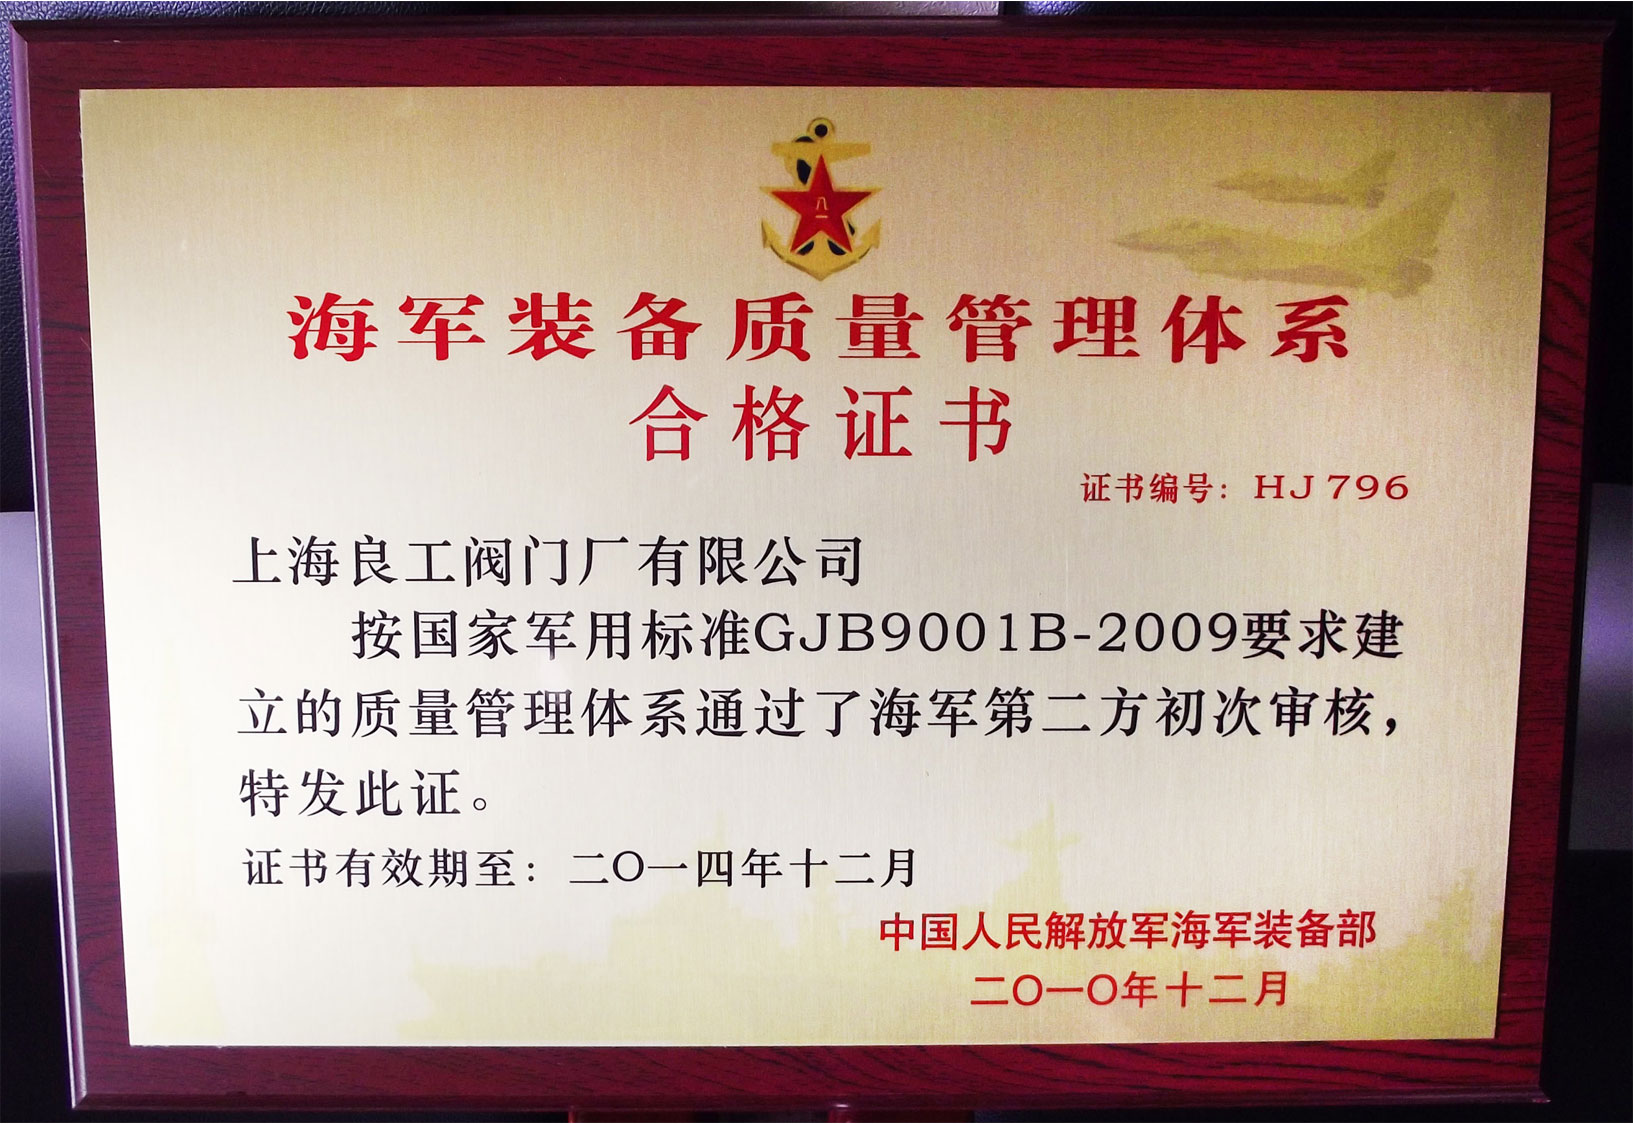 八一
海军装备质量管理体系
合格证书
证书编号：HJ796
上海良工阀门厂有限公司
按国家军用标准GJB9001B-2009要求建
立的质量管理体系通过了海军第二方初次审核，
特发此证。
证书有效期至：二〇一四年十二月
中国人民解放军海军装备部
二〇一〇年十二月